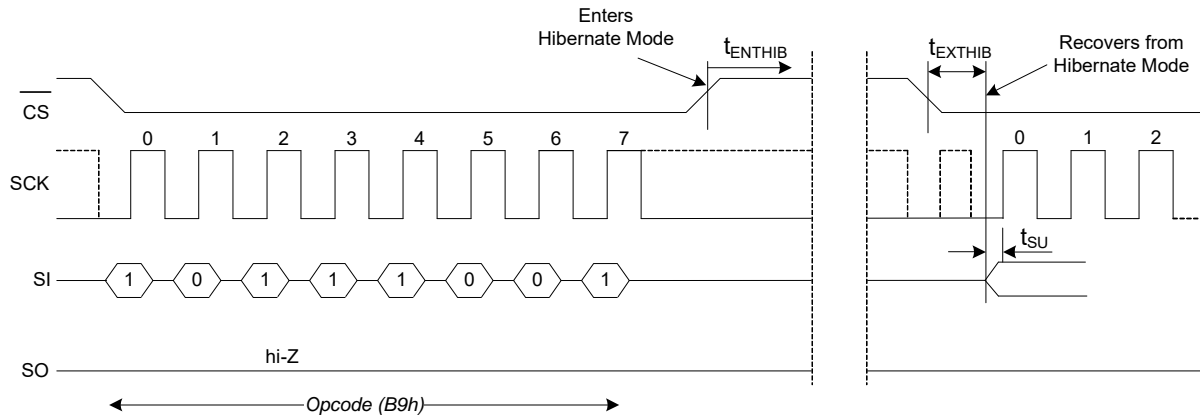 Enters
Hibernate Mode
tENTHIB
tEXTHIB
Recovers from
Hibernate Mode
CS
0 1 2 3 4 5 6 7 0 1 2
SCK
tSU
SI 1 0 1 1 1 0 0 1
hi-Z
SO
Opcode (B9h)